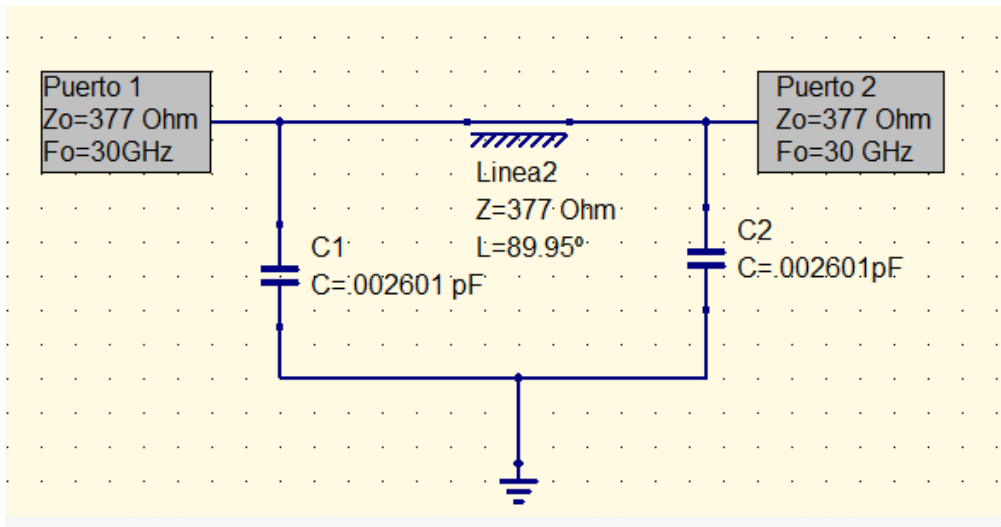 Puerto 1
Zo=377 Ohm
Fo=30GHz
Puerto 2
Zo=377 Ohm
Fo=30 GHz
Linea2
Z=377 Ohm
L=89.95º
C1
C=.002601 pF
C2
C=.002601pF